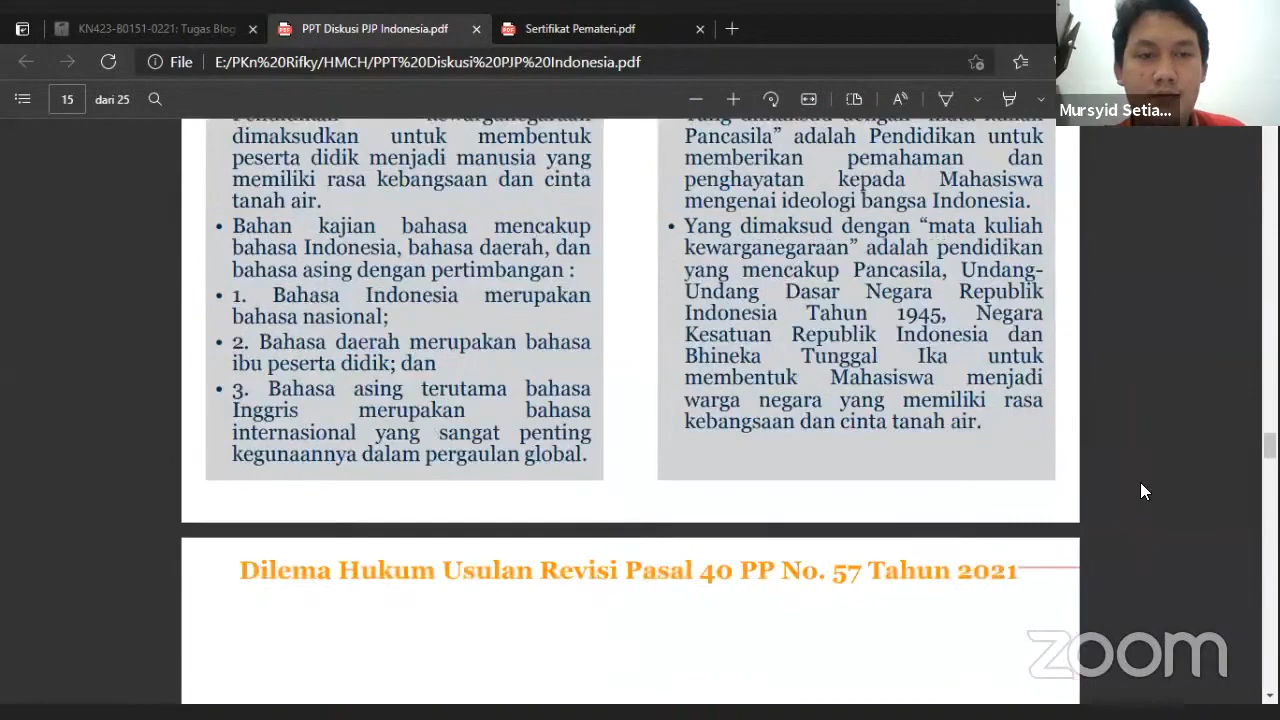 KN423-B0151-0221: Tugas Blog
PPT Diskusi PJP Indonesia.pdf
Sertifikat Pemateri.pdf
File
E:/PKn%20Rifky/HMCH/PPT%20Diskusi%20PJP%20Indonesia.pdf
15
dari 25
Mursyid Setia...
kewarganegaraan
dimaksudkan untuk membentuk
peserta didik menjadi manusia yang
memiliki rasa kebangsaan dan cinta
tanah air.
• Bahan kajian bahasa mencakup
bahasa Indonesia, bahasa daerah, dan
bahasa asing dengan pertimbangan :
• 1. Bahasa Indonesia merupakan
bahasa nasional;
• 2. Bahasa daerah merupakan bahasa
ibu peserta didik; dan
• 3. Bahasa asing terutama bahasa
Inggris merupakan bahasa
internasional yang sangat penting
kegunaannya dalam pergaulan global.
Yang dimaksud dengan “mata kuliah
Pancasila” adalah Pendidikan untuk
memberikan pemahaman dan
penghayatan kepada Mahasiswa
mengenai ideologi bangsa Indonesia.
• Yang dimaksud dengan “mata kuliah
kewarganegaraan” adalah pendidikan
yang mencakup Pancasila, Undang-
Undang Dasar Negara Republik
Indonesia Tahun 1945, Negara
Kesatuan Republik Indonesia dan
Bhineka Tunggal Ika untuk
membentuk Mahasiswa menjadi
warga negara yang memiliki rasa
kebangsaan dan cinta tanah air.
Dilema Hukum Usulan Revisi Pasal 40 PP No. 57 Tahun 2021
zoom